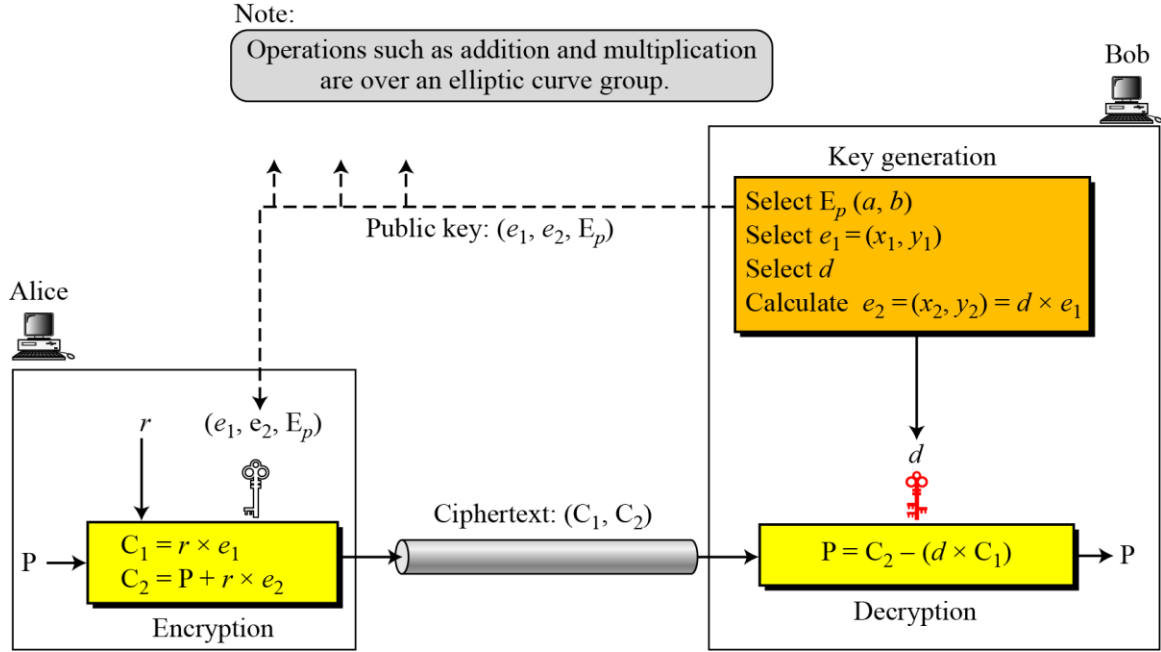 Note:
Operations such as addition and multiplication
are over an elliptic curve group.
Bob
Key generation
Select Eₚ (a, b)
Select e₁ = (x₁, y₁)
Select d
Calculate e₂ = (x₂, y₂) = d × e₁
Public key: (e₁, e₂, Eₚ)
Alice
r
(e₁, e₂, Eₚ)
d
Ciphertext: (C₁, C₂)
P
C₁ = r × e₁
C₂ = P + r × e₂
Encryption
P = C₂ − (d × C₁)
P
Decryption